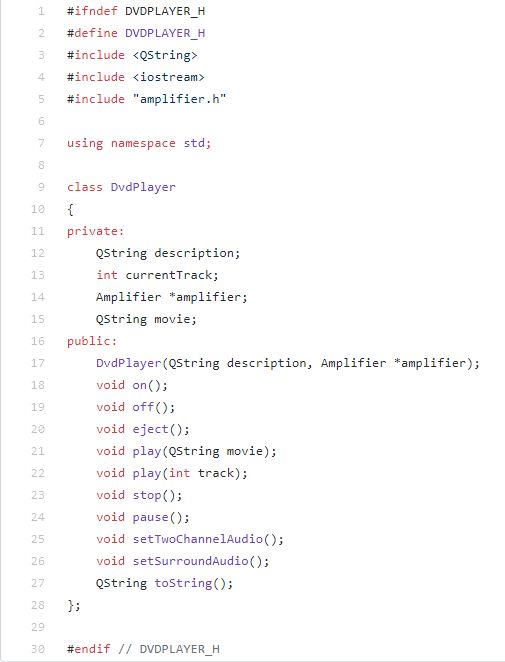 1 #ifndef DVDPLAYER_H
2 #define DVDPLAYER_H
3 #include <QString>
4 #include <iostream>
5 #include "amplifier.h"
6
7 using namespace std;
8
9 class DvdPlayer
10 {
11 private:
12     QString description;
13     int currentTrack;
14     Amplifier *amplifier;
15     QString movie;
16 public:
17     DvdPlayer(QString description, Amplifier *amplifier);
18     void on();
19     void off();
20     void eject();
21     void play(QString movie);
22     void play(int track);
23     void stop();
24     void pause();
25     void setTwoChannelAudio();
26     void setSurroundAudio();
27     QString toString();
28 };
29
30 #endif // DVDPLAYER_H